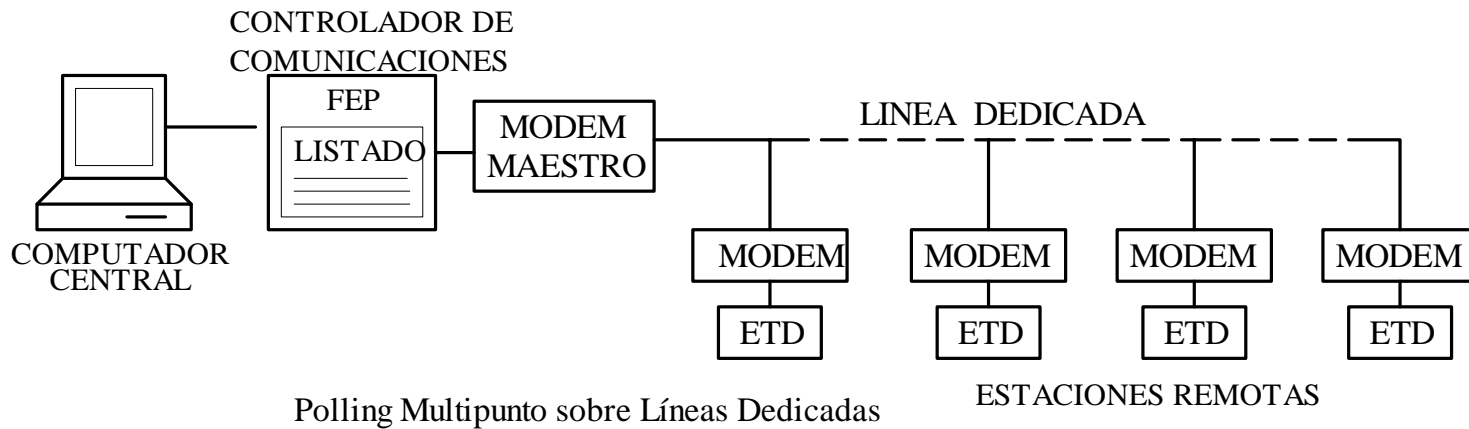 CONTROLADOR DE
COMUNICACIONES
FEP
LISTADO
MODEM
MAESTRO
LINEA DEDICADA
COMPUTADOR
CENTRAL
MODEM
MODEM
MODEM
MODEM
ETD
ETD
ETD
ETD
ESTACIONES REMOTAS
Polling Multipunto sobre Líneas Dedicadas